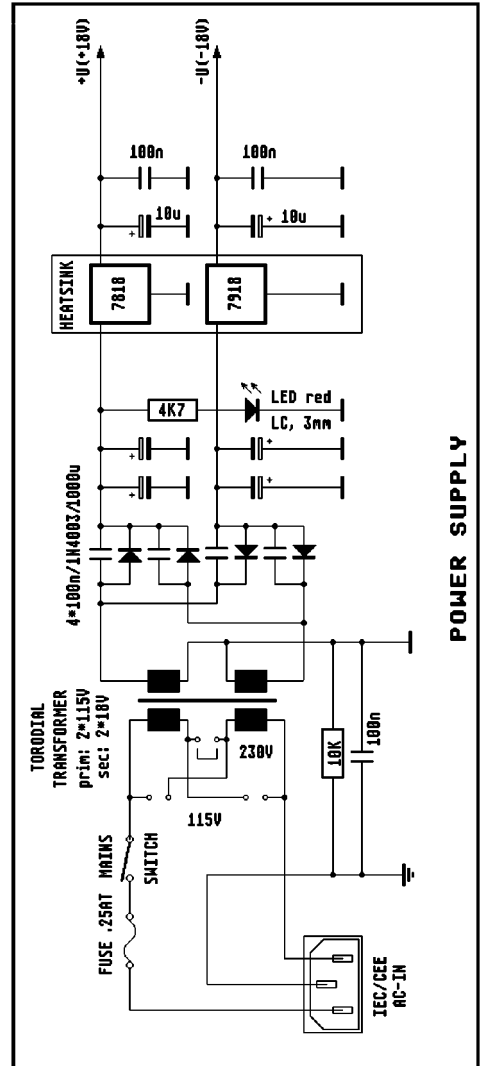 +U(+18V)
-U(-18V)
100n
100n
10u
+
+ 10u
+
HEATSINK
7818
7918
4K7
LED red
LC, 3mm
+
+
+
+
4*100n/1N4003/1000u
POWER SUPPLY
TORODIAL
TRANSFORMER
prim: 2*115V
sec: 2*18V
230V
115V
10K
100n
MAINS
SWITCH
FUSE .25AT
IEC/CEE
AC-IN